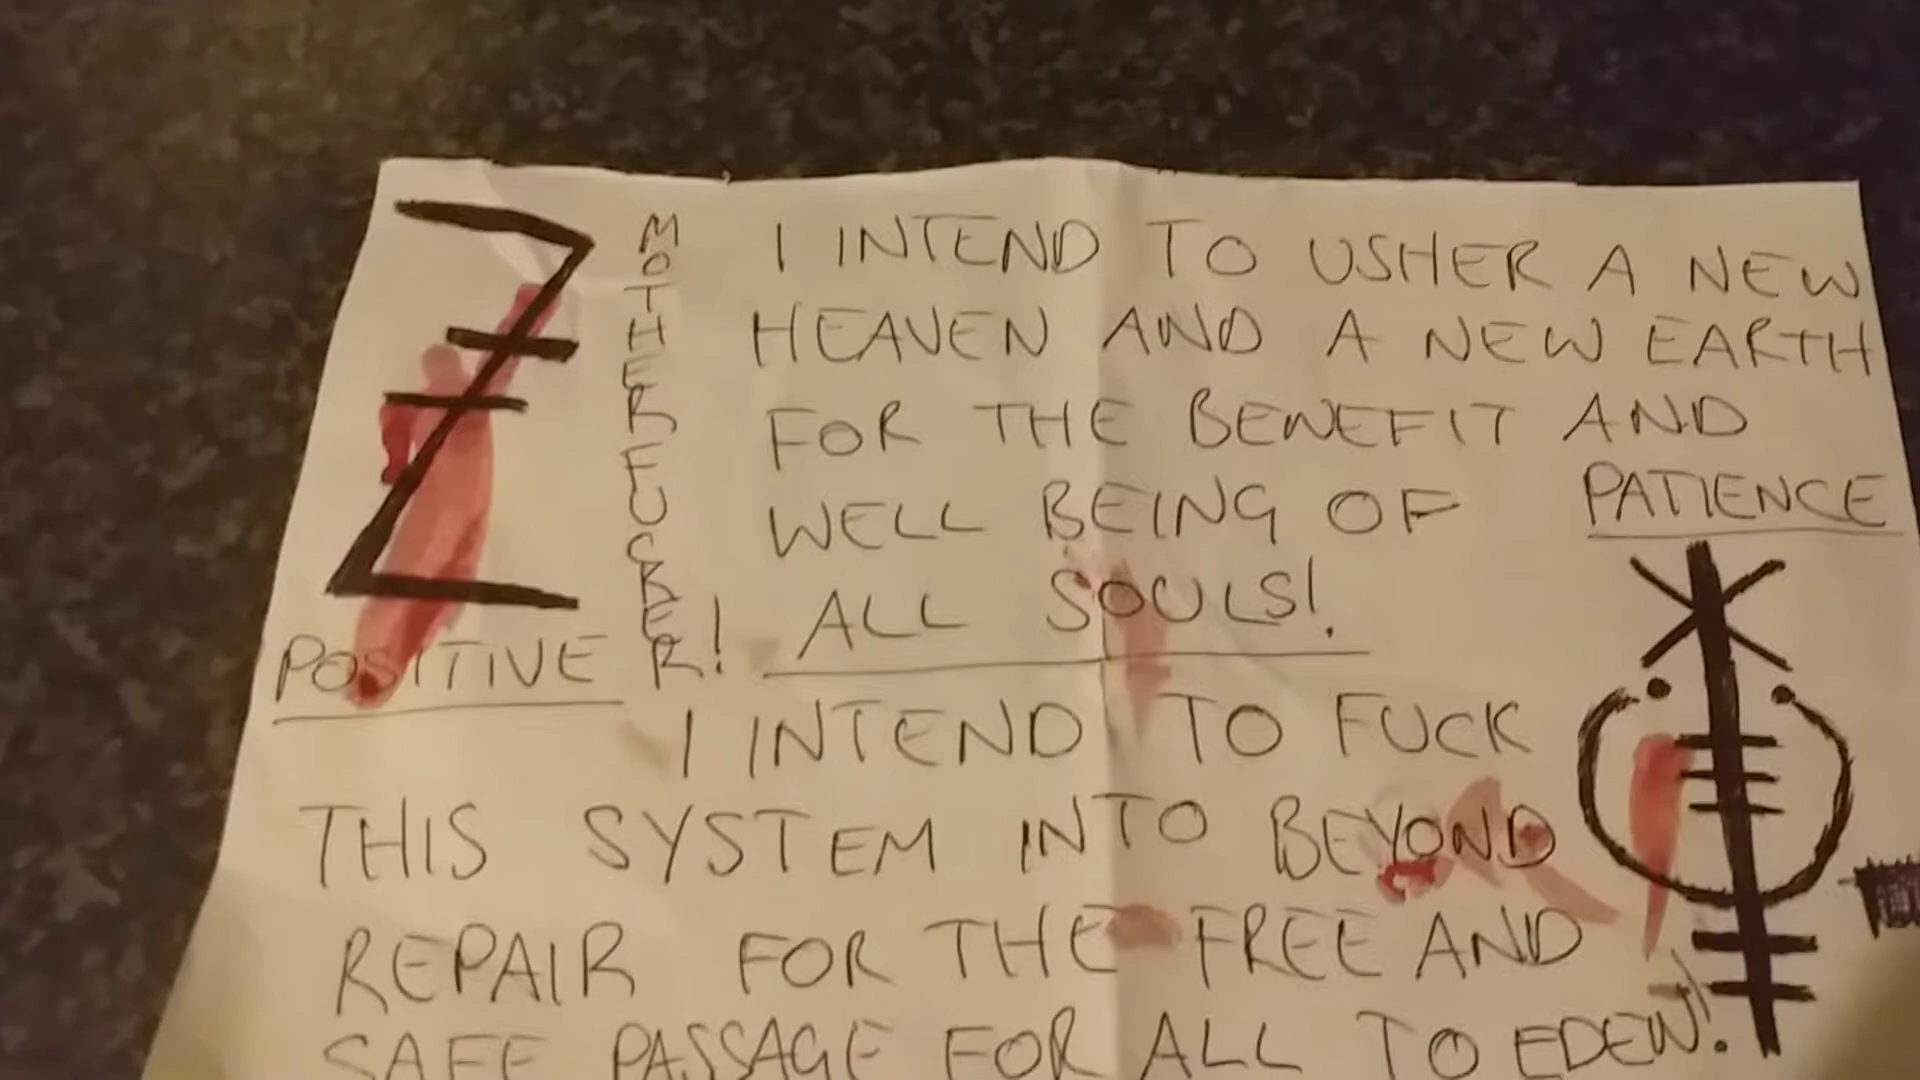 MOTHERFUCKER!
I INTEND TO USHER A NEW
HEAVEN AND A NEW EARTH
FOR THE BENEFIT AND
WELL BEING OF
ALL SOULS!
PATIENCE
POSITIVE
I INTEND TO FUCK
THIS SYSTEM INTO BEYOND
REPAIR FOR THE FREE AND
SAFE PASSAGE FOR ALL TO EDEN!